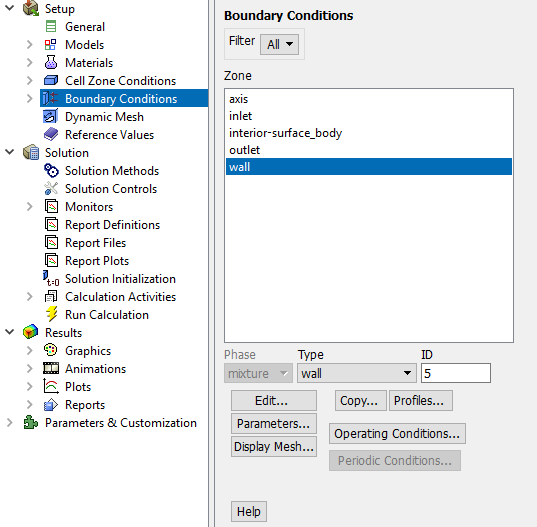 Setup
General
Models
Materials
Cell Zone Conditions
Boundary Conditions
Dynamic Mesh
Reference Values
Solution
Solution Methods
Solution Controls
Monitors
Report Definitions
Report Files
Report Plots
t=0
Solution Initialization
Calculation Activities
Run Calculation
Results
Graphics
Animations
Plots
Reports
Parameters & Customization
Boundary Conditions
Filter All
Zone
axis
inlet
interior-surface_body
outlet
wall
Phase Type ID
mixture wall 5
Edit... Copy... Profiles...
Parameters... Operating Conditions...
Display Mesh... Periodic Conditions...
Help